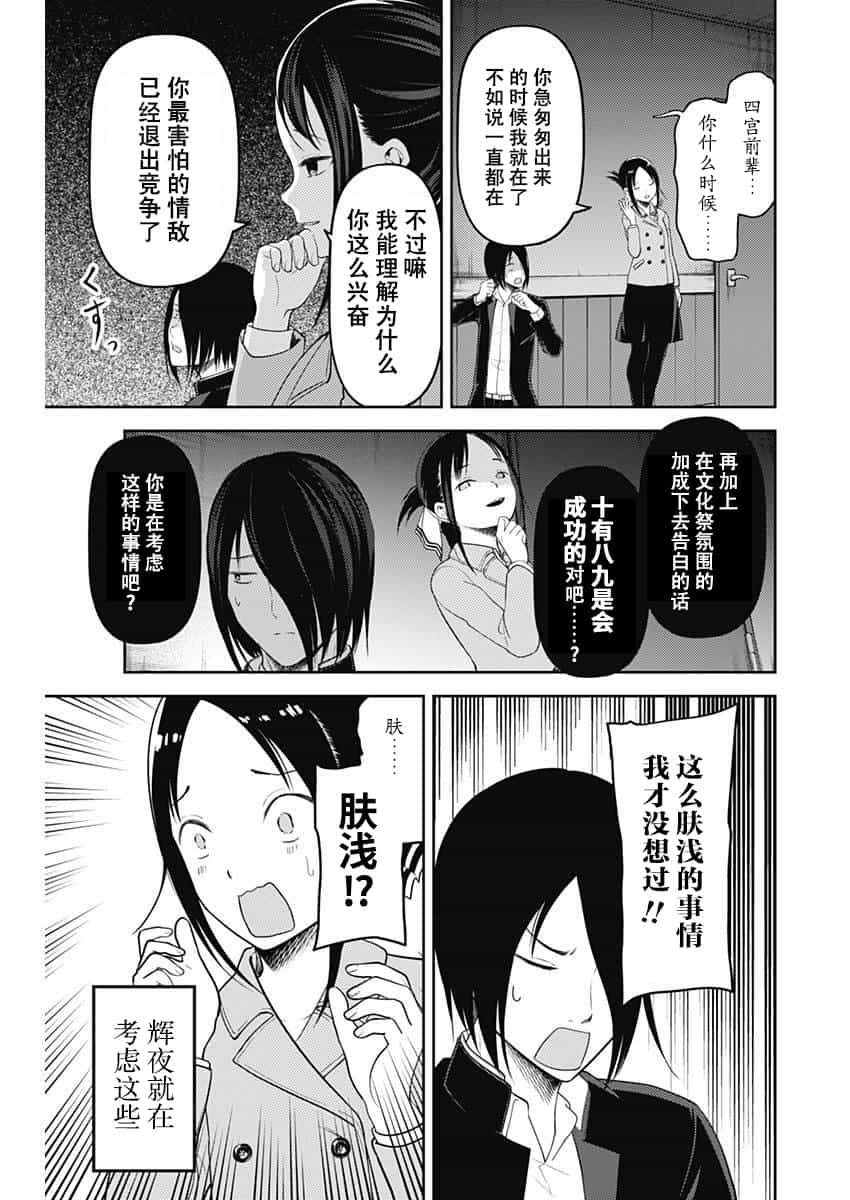 四宫前辈…
你什么时候……
你急匆匆出来
的时候我就在了
不如说一直都在
不过嘛
我能理解为什么
你这么兴奋
你最害怕的情敌
已经退出竞争了
くすっ
再加上
在文化祭氛围的
加成下去告白的话
十有八九是会
成功的对吧……?
你是在考虑
这样的事情吧?
这么肤浅的事情
我才没想过!!
肤……
肤浅!?
辉夜就在
考虑这些